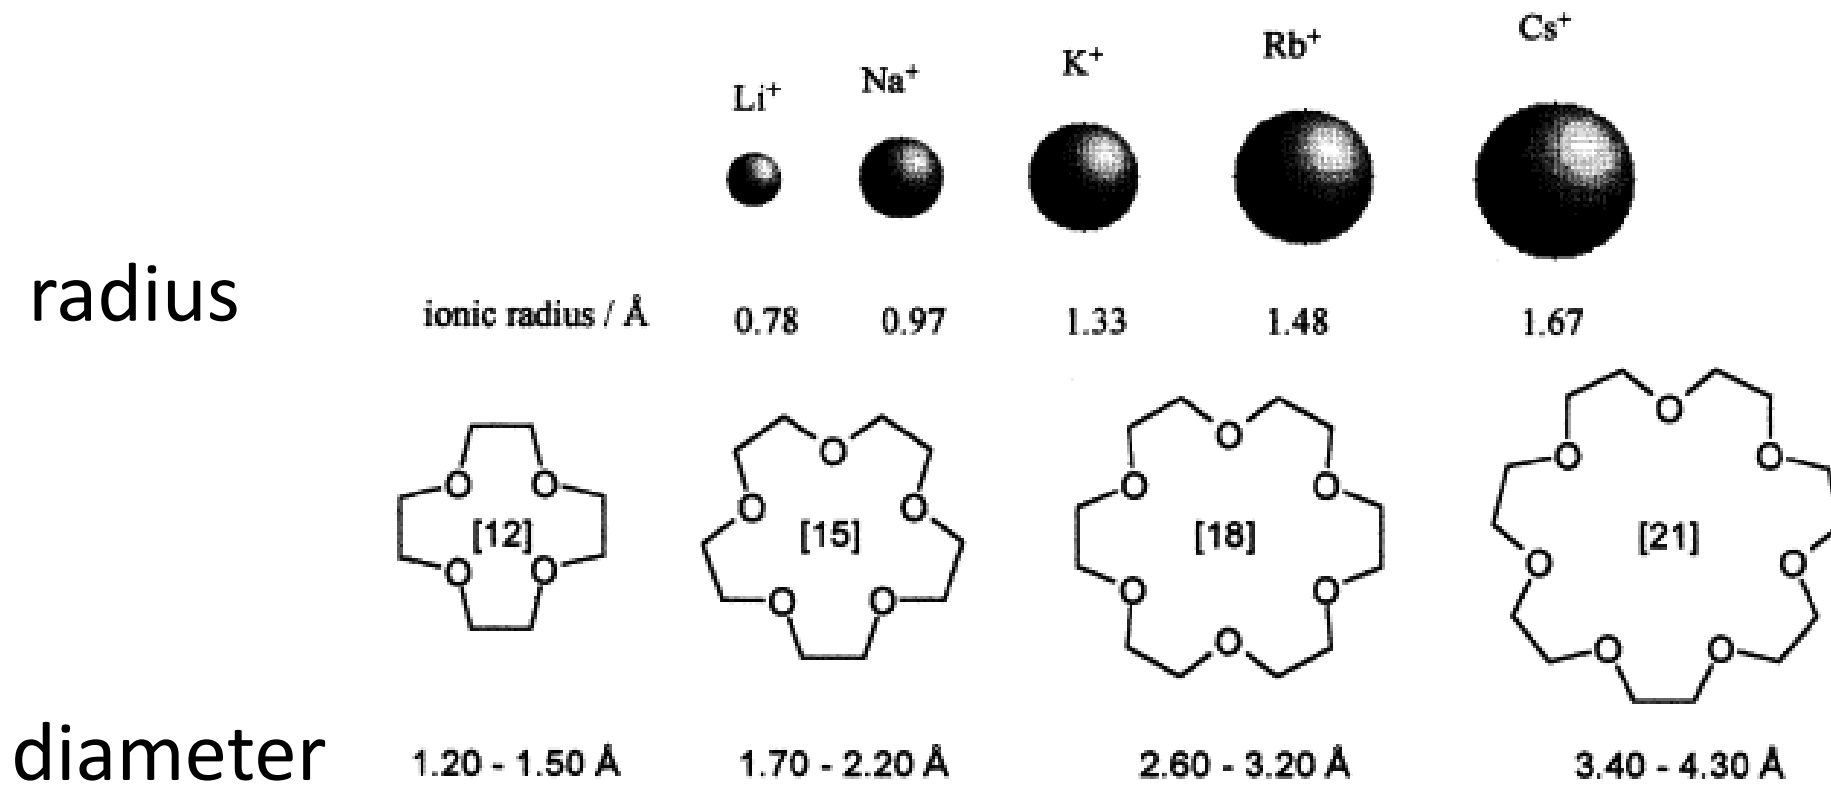 Li⁺ Na⁺ K⁺ Rb⁺ Cs⁺
radius
ionic radius / Å 0.78 0.97 1.33 1.48 1.67
O O O O [12]
O O O O O [15]
O O O O O O [18]
O O O O O O O [21]
diameter 1.20 - 1.50 Å 1.70 - 2.20 Å 2.60 - 3.20 Å 3.40 - 4.30 Å